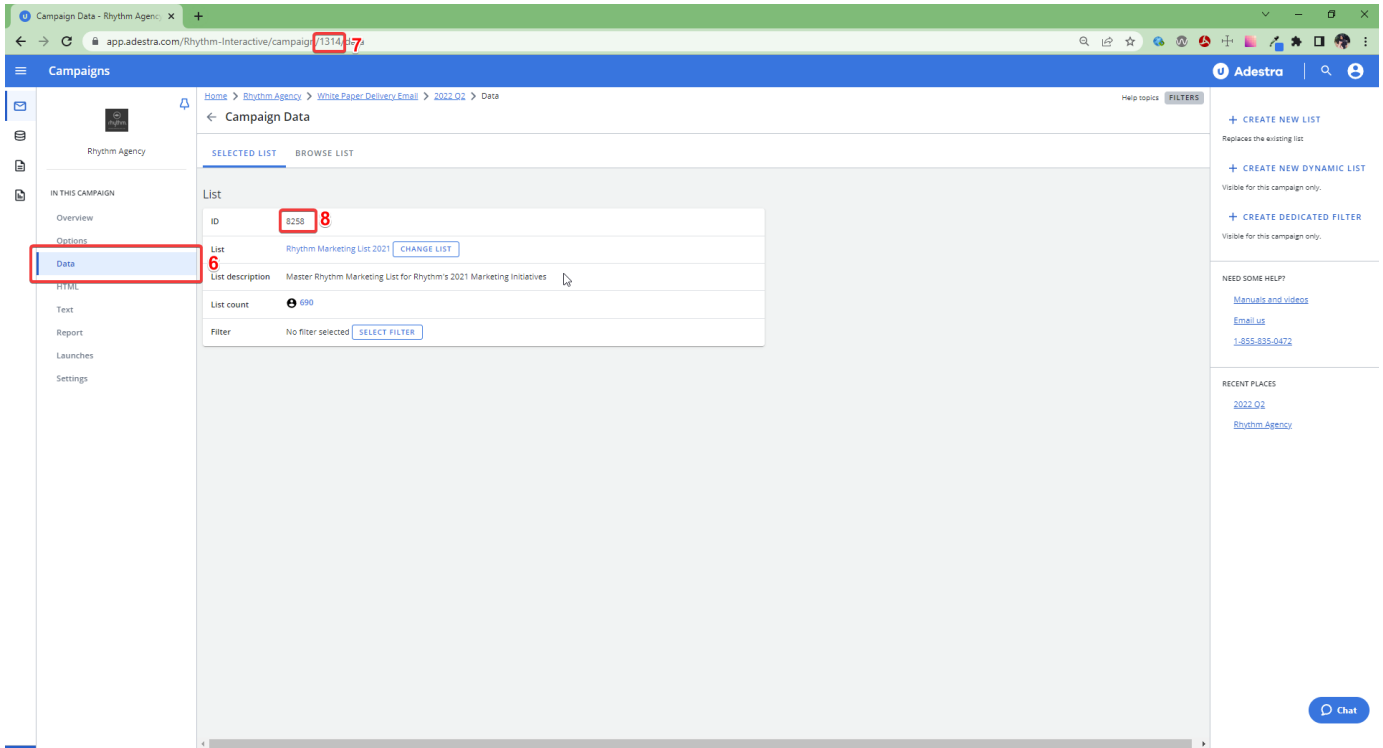 Campaign Data - Rhythm Agenc
app.adestra.com/Rhythm-Interactive/campaign/1314/data
7
Campaigns
Adestra
rhythm
Rhythm Agency
IN THIS CAMPAIGN
Overview
Options
Data
6
HTML
Text
Report
Launches
Settings
Home > Rhythm Agency > White Paper Delivery Email > 2022 Q2 > Data
Help topics FILTERS
← Campaign Data
SELECTED LIST BROWSE LIST
List
ID 8258 8
List Rhythm Marketing List 2021 CHANGE LIST
List description Master Rhythm Marketing List for Rhythm's 2021 Marketing Initiatives
List count 690
Filter No filter selected SELECT FILTER
+ CREATE NEW LIST
Replaces the existing list
+ CREATE NEW DYNAMIC LIST
Visible for this campaign only.
+ CREATE DEDICATED FILTER
Visible for this campaign only.
NEED SOME HELP?
Manuals and videos
Email us
1-855-835-0472
RECENT PLACES
2022 Q2
Rhythm Agency
Chat